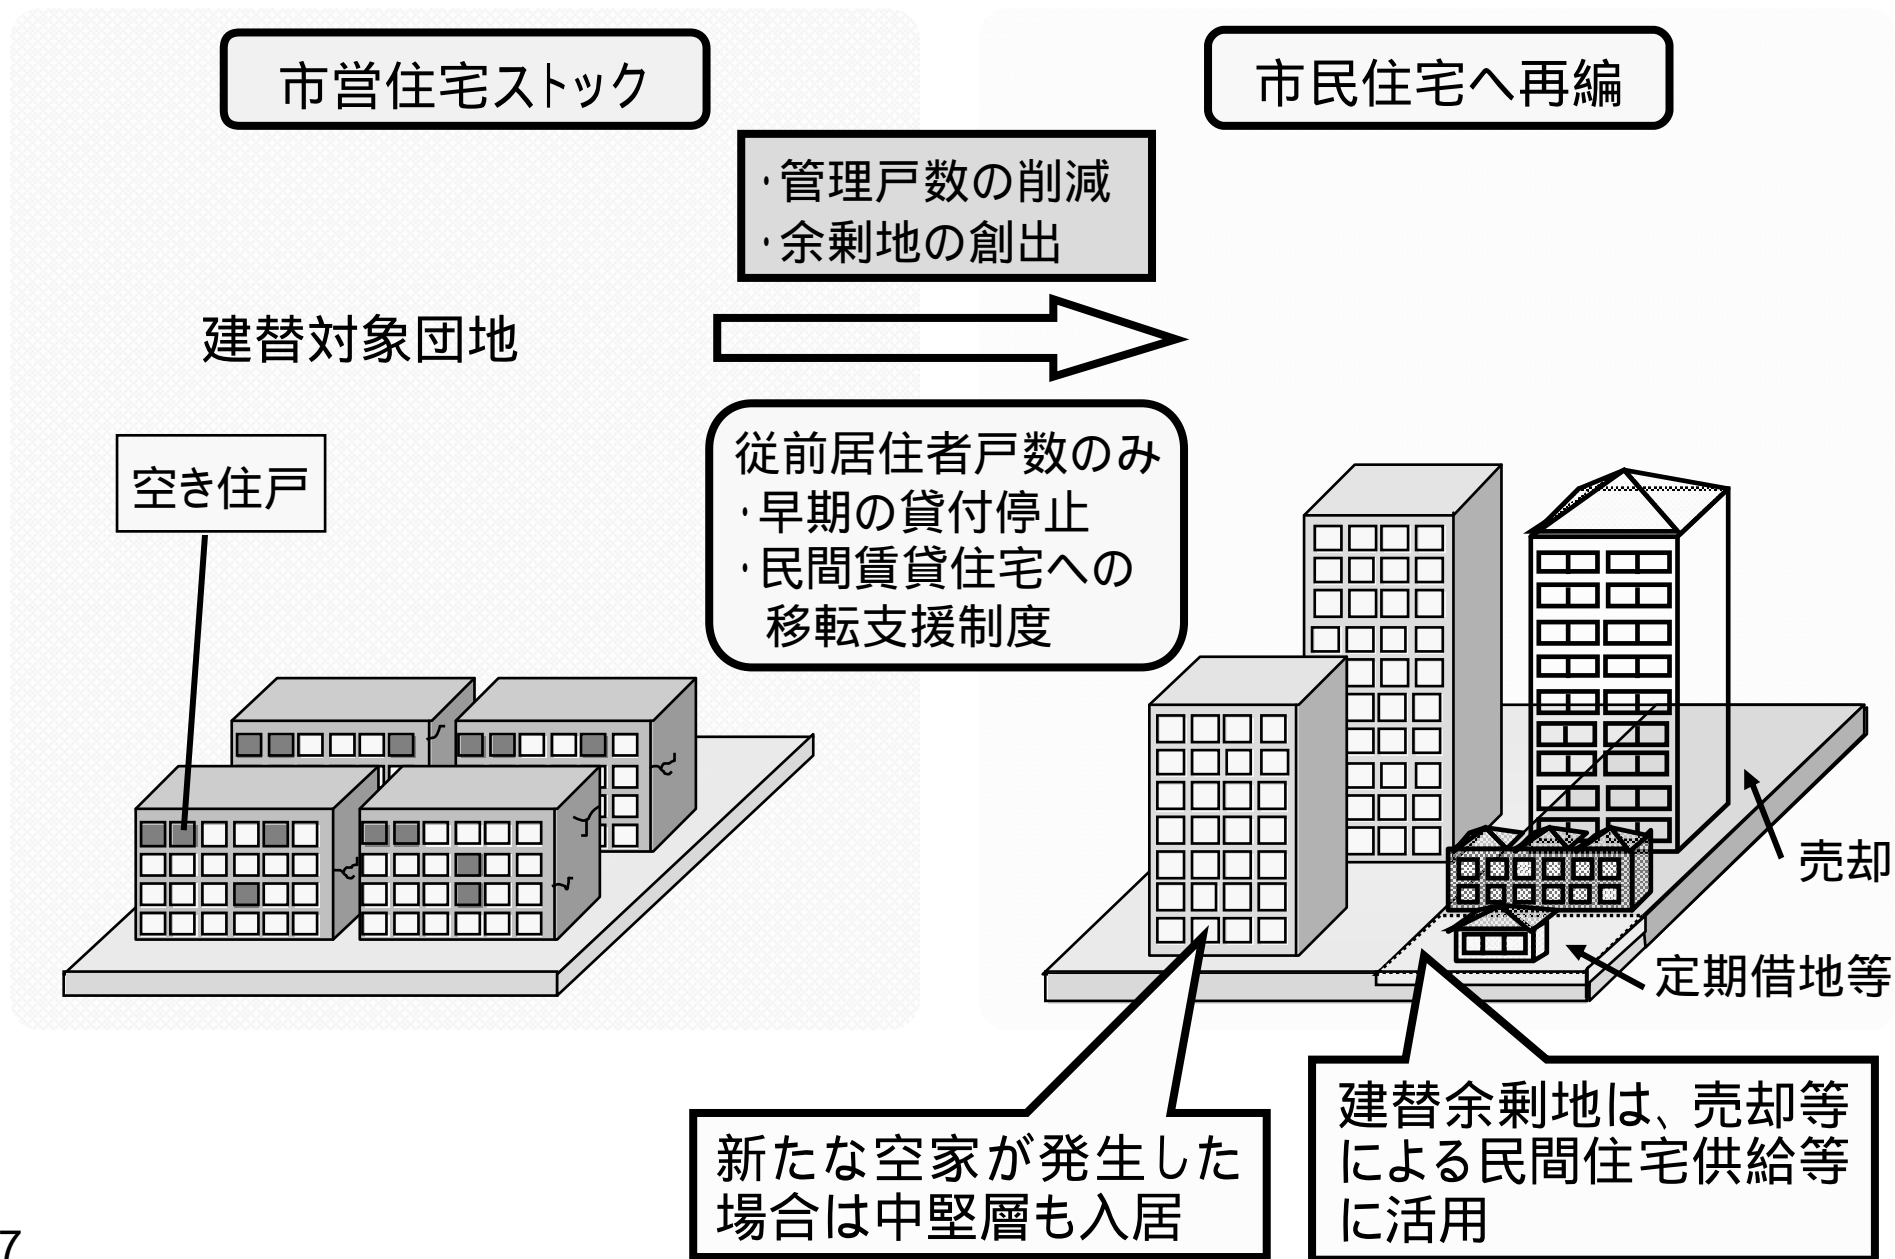 市営住宅ストック
市民住宅へ再編
・管理戸数の削減
・余剰地の創出
建替対象団地
空き住戸
従前居住者戸数のみ
・早期の貸付停止
・民間賃貸住宅への
移転支援制度
売却
定期借地等
新たな空家が発生した
場合は中堅層も入居
建替余剰地は、売却等
による民間住宅供給等
に活用
7